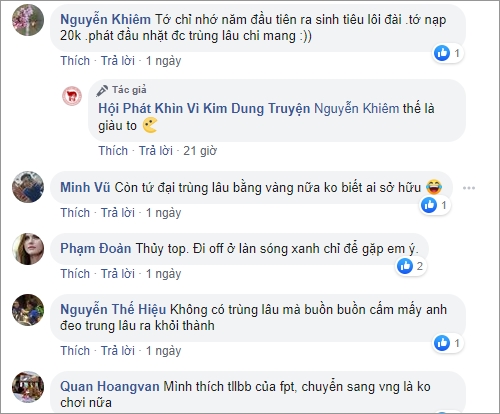 Nguyễn Khiêm Tớ chỉ nhớ năm đầu tiên ra sinh tiêu lôi đài .tớ nạp
20k .phát đầu nhặt đc trùng lâu chi mang :))
1
Thích · Trả lời · 1 ngày
Tác giả
Hội Phát Khìn Vì Kim Dung Truyện Nguyễn Khiêm thế là
giàu to
Thích · Trả lời · 21 giờ
Minh Vũ Còn tứ đại trùng lâu bằng vàng nữa ko biết ai sở hữu
1
Thích · Trả lời · 1 ngày
Phạm Đoàn Thủy top. Đi off ở làn sóng xanh chỉ để gặp em ý.
2
Thích · Trả lời · 1 ngày
Nguyễn Thế Hiệu Không có trùng lâu mà buồn buồn cắm mấy anh
đeo trung lâu ra khỏi thành
1
Thích · Trả lời · 1 ngày
Quan Hoangvan Mình thích tllbb của fpt, chuyển sang vng là ko
chơi nữa